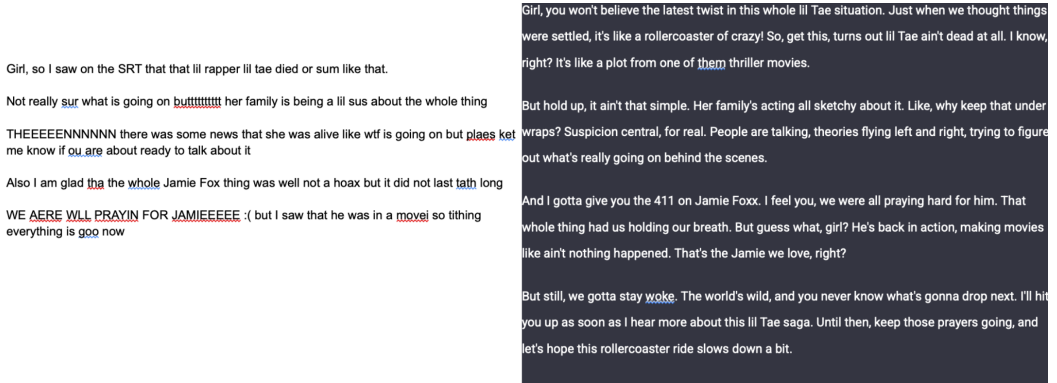 Girl, so I saw on the SRT that that lil rapper lil tae died or sum like that.
Not really sur what is going on butttttttttt her family is being a lil sus about the whole thing
THEEEEENNNNNN there was some news that she was alive like wtf is going on but plaes ket
me know if ou are about ready to talk about it
Also I am glad tha the whole Jamie Fox thing was well not a hoax but it did not last tath long
WE AERE WLL PRAYIN FOR JAMIEEEEE :( but I saw that he was in a movei so tithing
everything is goo now
Girl, you won't believe the latest twist in this whole lil Tae situation. Just when we thought things
were settled, it's like a rollercoaster of crazy! So, get this, turns out lil Tae ain't dead at all. I know,
right? It's like a plot from one of them thriller movies.
But hold up, it ain't that simple. Her family's acting all sketchy about it. Like, why keep that under
wraps? Suspicion central, for real. People are talking, theories flying left and right, trying to figure
out what's really going on behind the scenes.
And I gotta give you the 411 on Jamie Foxx. I feel you, we were all praying hard for him. That
whole thing had us holding our breath. But guess what, girl? He's back in action, making movies
like ain't nothing happened. That's the Jamie we love, right?
But still, we gotta stay woke. The world's wild, and you never know what's gonna drop next. I'll hit
you up as soon as I hear more about this lil Tae saga. Until then, keep those prayers going, and
let's hope this rollercoaster ride slows down a bit.